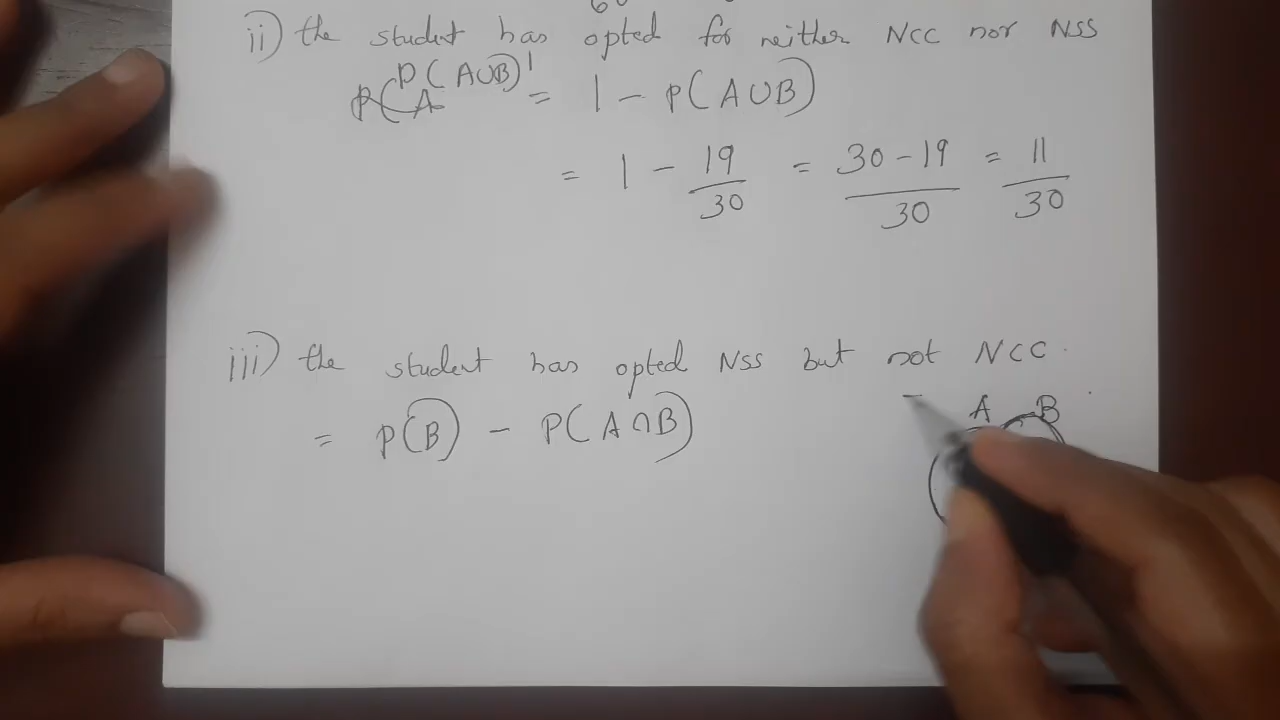 60
ii) the student has opted for neither NCC nor NSS
P(A∪B)'
P(A = 1 - P(A∪B)
= 1 - 19/30 = 30-19/30 = 11/30
iii) the student has opted NSS but not NCC.
= P(B) - P(A∩B)
A B